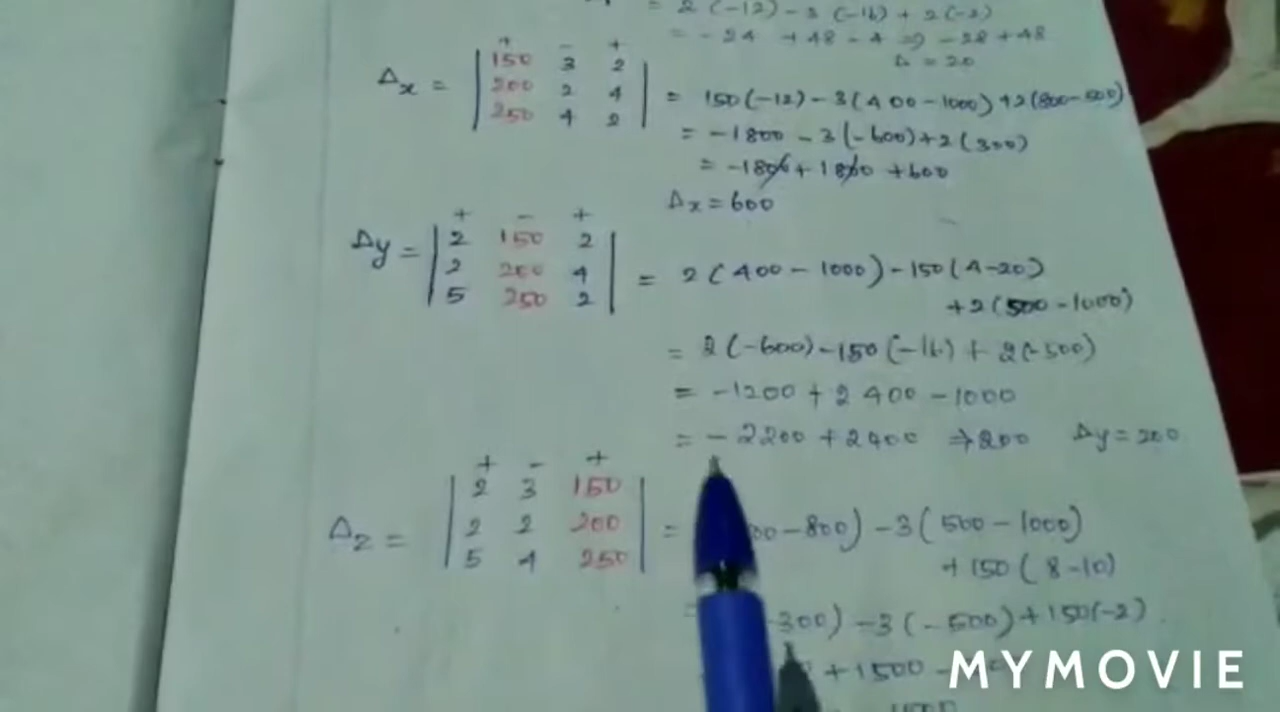 = 2 (-12) - 3 (-16) + 2 (-2)
= - 24 + 48 - 4 ⇒ - 28 + 48
Δ = 20
+ - +
Δx = | 150 3 2 |
| 200 2 4 | = 150(-12) - 3(400-1000) + 2(800-500)
| 250 4 2 | = -1800 - 3(-600) + 2(300)
= -1800 + 1800 + 600
Δx = 600
+ - +
Δy = | 2 150 2 |
| 2 200 4 | = 2(400-1000) - 150(4-20)
| 5 250 2 | + 2(500-1000)
= 2(-600) - 150(-16) + 2(-500)
= -1200 + 2400 - 1000
= - 2200 + 2400 ⇒ 200 Δy = 200
+ - +
| 2 3 150 |
Δz = | 2 2 200 | = 00-800) - 3(500-1000)
| 5 4 250 | + 150(8-10)
= 300) - 3(-500) + 150(-2)
+ 1500 -
MYMOVIE